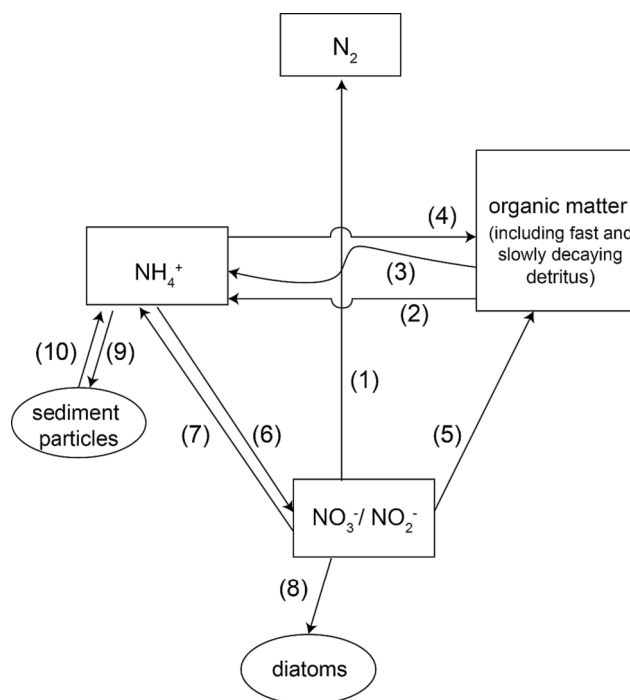 N₂
organic matter
(including fast and
slowly decaying
detritus)
(4)
NH₄⁺
(3)
(2)
(10)
(9)
(1)
sediment
particles
(7)
(6)
(5)
NO₃⁻/ NO₂⁻
(8)
diatoms